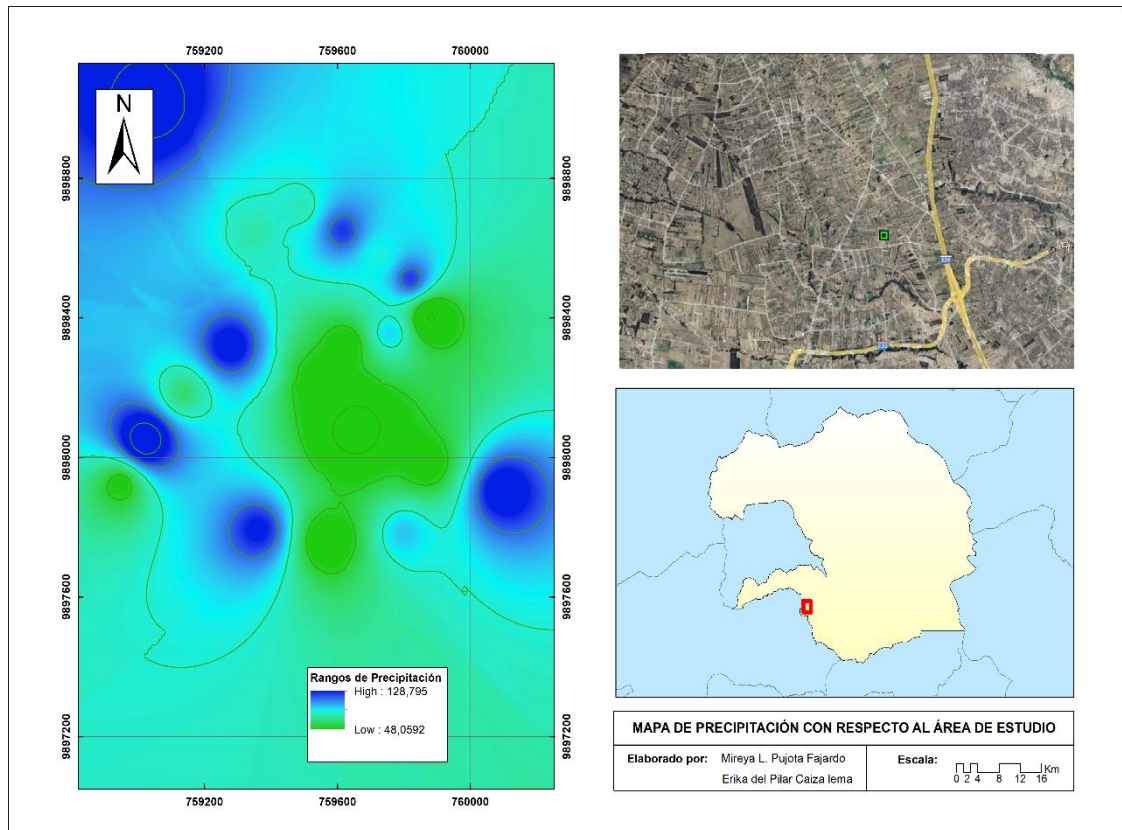 759200 759600 760000
N
9898800 9898800
9898400 9898400
9898000 9898000
9897600 9897600
9897200 9897200
Rangos de Precipitación
High : 128,795
Low : 48,0592
759200 759600 760000
MAPA DE PRECIPITACIÓN CON RESPECTO AL ÁREA DE ESTUDIO
Elaborado por: Mireya L. Pujota Fajardo
Erika del Pilar Caiza Iema
Escala:
Km
0 2 4 8 12 16